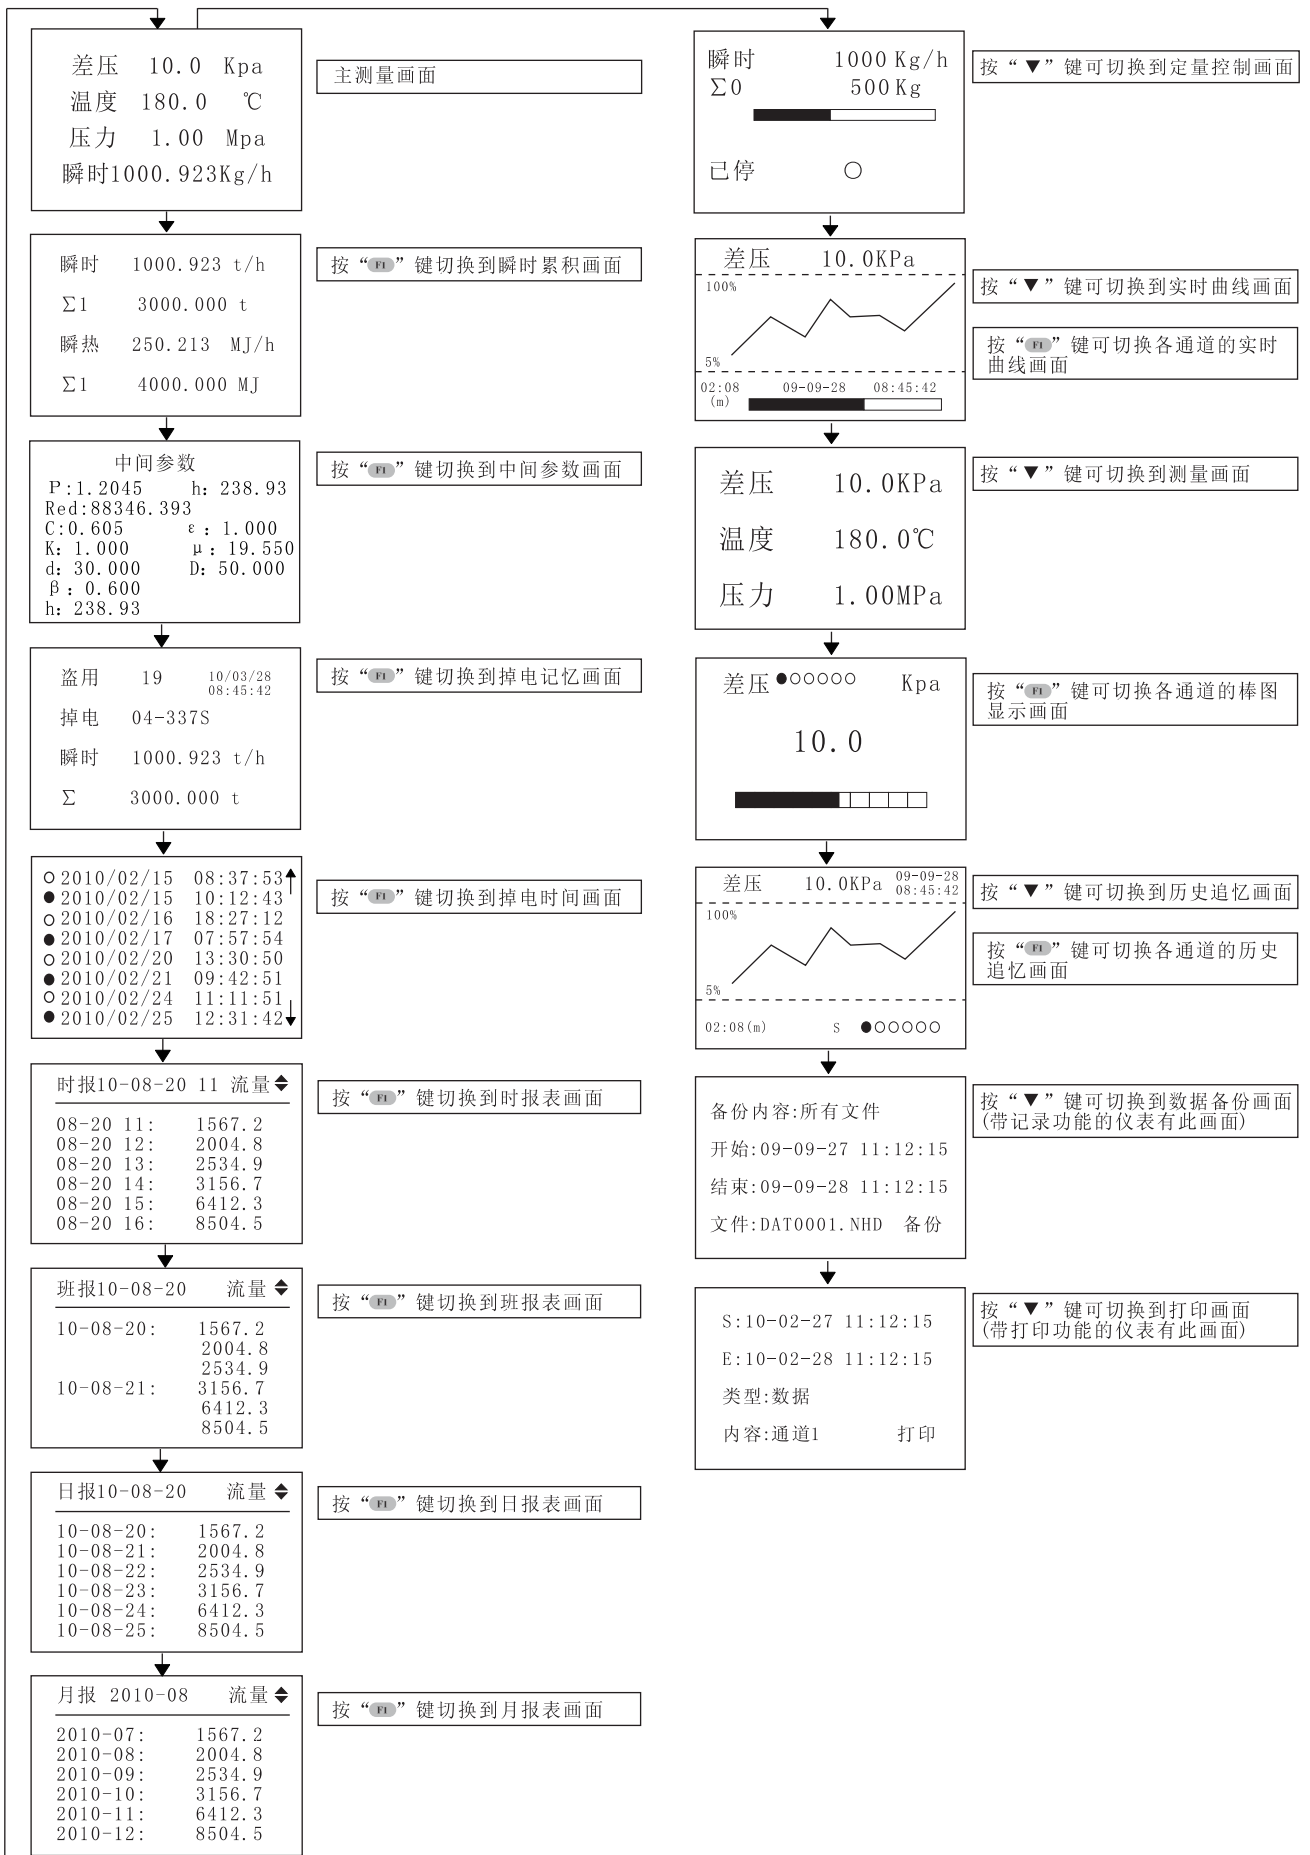 差压 10.0 Kpa
温度 180.0 ℃
压力 1.00 Mpa
瞬时1000.923Kg/h
主测量画面
瞬时 1000.923 t/h
Σ1 3000.000 t
瞬热 250.213 MJ/h
Σ1 4000.000 MJ
按“F1”键切换到瞬时累积画面
中间参数
P:1.2045 h: 238.93
Red:88346.393
C:0.605 ε: 1.000
K: 1.000 μ: 19.550
d: 30.000 D: 50.000
β: 0.600
h: 238.93
按“F1”键切换到中间参数画面
盗用 19 10/03/28
08:45:42
掉电 04-337S
瞬时 1000.923 t/h
Σ 3000.000 t
按“F1”键切换到掉电记忆画面
○2010/02/15 08:37:53
●2010/02/15 10:12:43
○2010/02/16 18:27:12
●2010/02/17 07:57:54
○2010/02/20 13:30:50
●2010/02/21 09:42:51
○2010/02/24 11:11:51
●2010/02/25 12:31:42
按“F1”键切换到掉电时间画面
时报10-08-20 11 流量
08-20 11: 1567.2
08-20 12: 2004.8
08-20 13: 2534.9
08-20 14: 3156.7
08-20 15: 6412.3
08-20 16: 8504.5
按“F1”键切换到时报表画面
班报10-08-20 流量
10-08-20: 1567.2
2004.8
2534.9
10-08-21: 3156.7
6412.3
8504.5
按“F1”键切换到班报表画面
日报10-08-20 流量
10-08-20: 1567.2
10-08-21: 2004.8
10-08-22: 2534.9
10-08-23: 3156.7
10-08-24: 6412.3
10-08-25: 8504.5
按“F1”键切换到日报表画面
月报 2010-08 流量
2010-07: 1567.2
2010-08: 2004.8
2010-09: 2534.9
2010-10: 3156.7
2010-11: 6412.3
2010-12: 8504.5
按“F1”键切换到月报表画面
瞬时 1000 Kg/h
Σ0 500 Kg
已停 ○
按“▼”键可切换到定量控制画面
差压 10.0KPa
100%
5%
02:08 09-09-28 08:45:42
(m)
按“▼”键可切换到实时曲线画面
按“F1”键可切换各通道的实时
曲线画面
差压 10.0KPa
温度 180.0℃
压力 1.00MPa
按“▼”键可切换到测量画面
差压●○○○○○ Kpa
10.0
按“F1”键可切换各通道的棒图
显示画面
差压 10.0KPa 09-09-28
08:45:42
100%
5%
02:08(m) S ●○○○○○
按“▼”键可切换到历史追忆画面
按“F1”键可切换各通道的历史
追忆画面
备份内容:所有文件
开始:09-09-27 11:12:15
结束:09-09-28 11:12:15
文件:DAT0001.NHD 备份
按“▼”键可切换到数据备份画面
(带记录功能的仪表有此画面)
S:10-02-27 11:12:15
E:10-02-28 11:12:15
类型:数据
内容:通道1 打印
按“▼”键可切换到打印画面
(带打印功能的仪表有此画面)